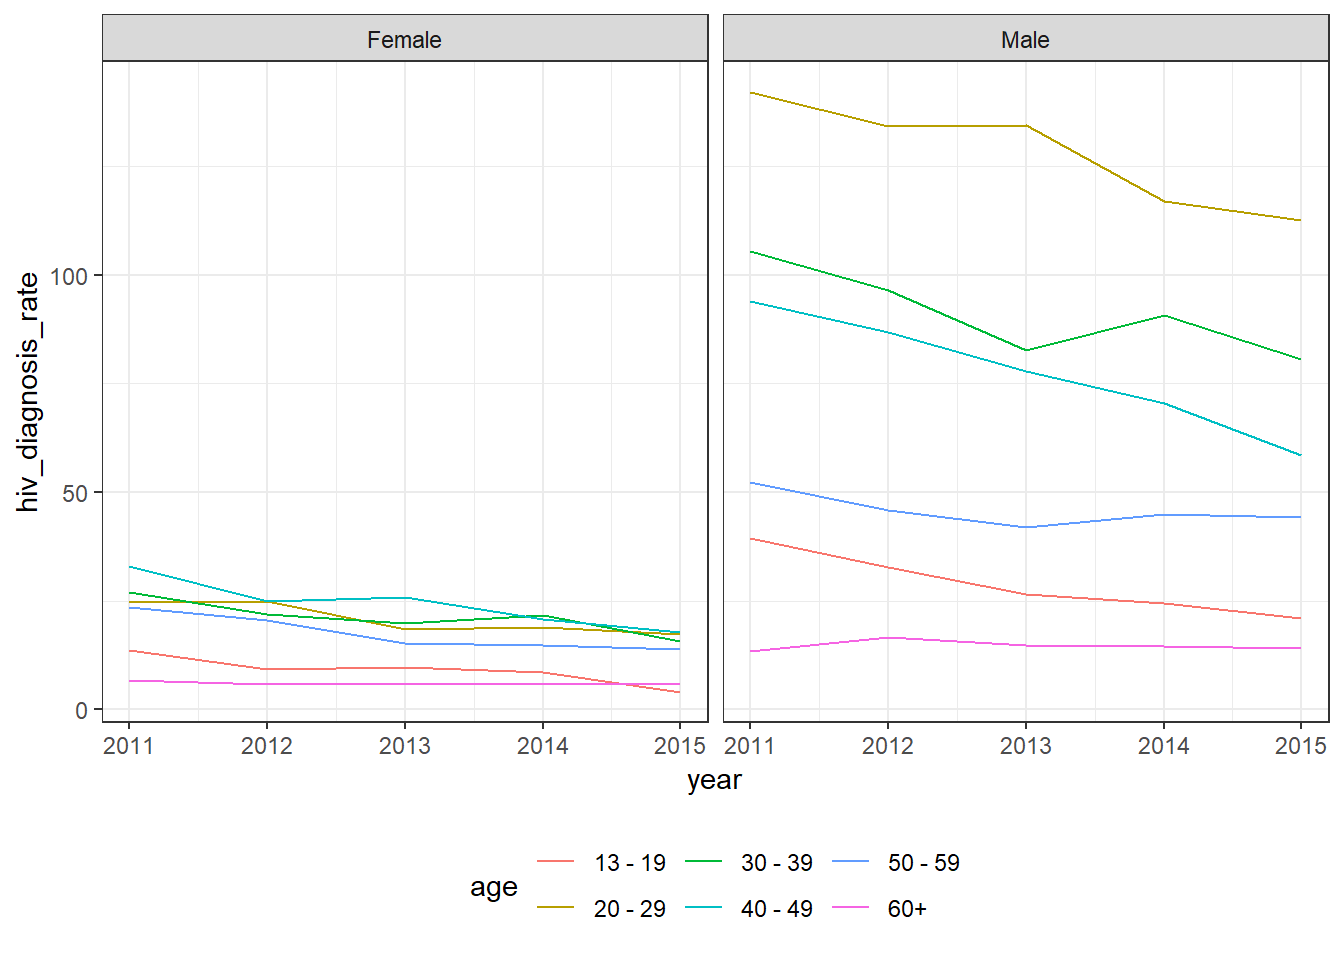 Female Male
hiv_diagnosis_rate
100
50
0
2011 2012 2013 2014 2015 2011 2012 2013 2014 2015
year
age
13 - 19 30 - 39 50 - 59
20 - 29 40 - 49 60+